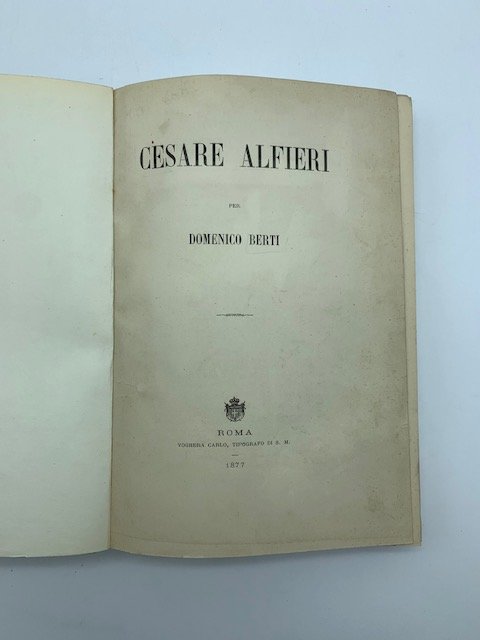 CESARE ALFIERI
PER
DOMENICO BERTI
ROMA
VOGHERA CARLO, TIPOGRAFO DI S. M.
1877